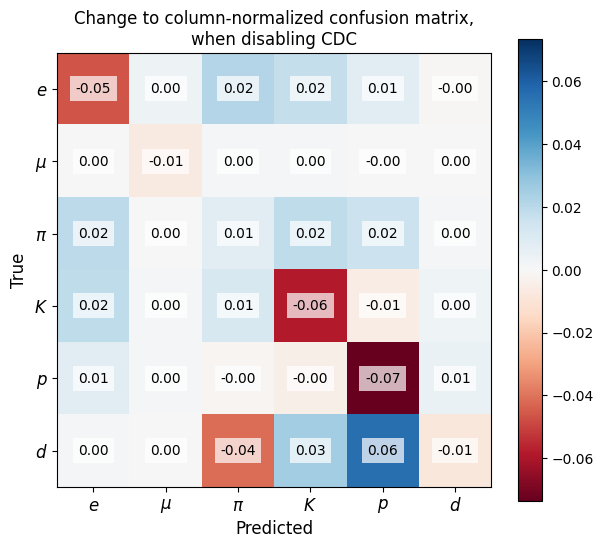 Change to column-normalized confusion matrix,
when disabling CDC
e -0.05 0.00 0.02 0.02 0.01 -0.00
μ 0.00 -0.01 0.00 0.00 -0.00 0.00
π 0.02 0.00 0.01 0.02 0.02 0.00
K 0.02 0.00 0.01 -0.06 -0.01 0.00
p 0.01 0.00 -0.00 -0.00 -0.07 0.01
d 0.00 0.00 -0.04 0.03 0.06 -0.01
e μ π K p d
Predicted
True
0.06
0.04
0.02
0.00
−0.02
−0.04
−0.06